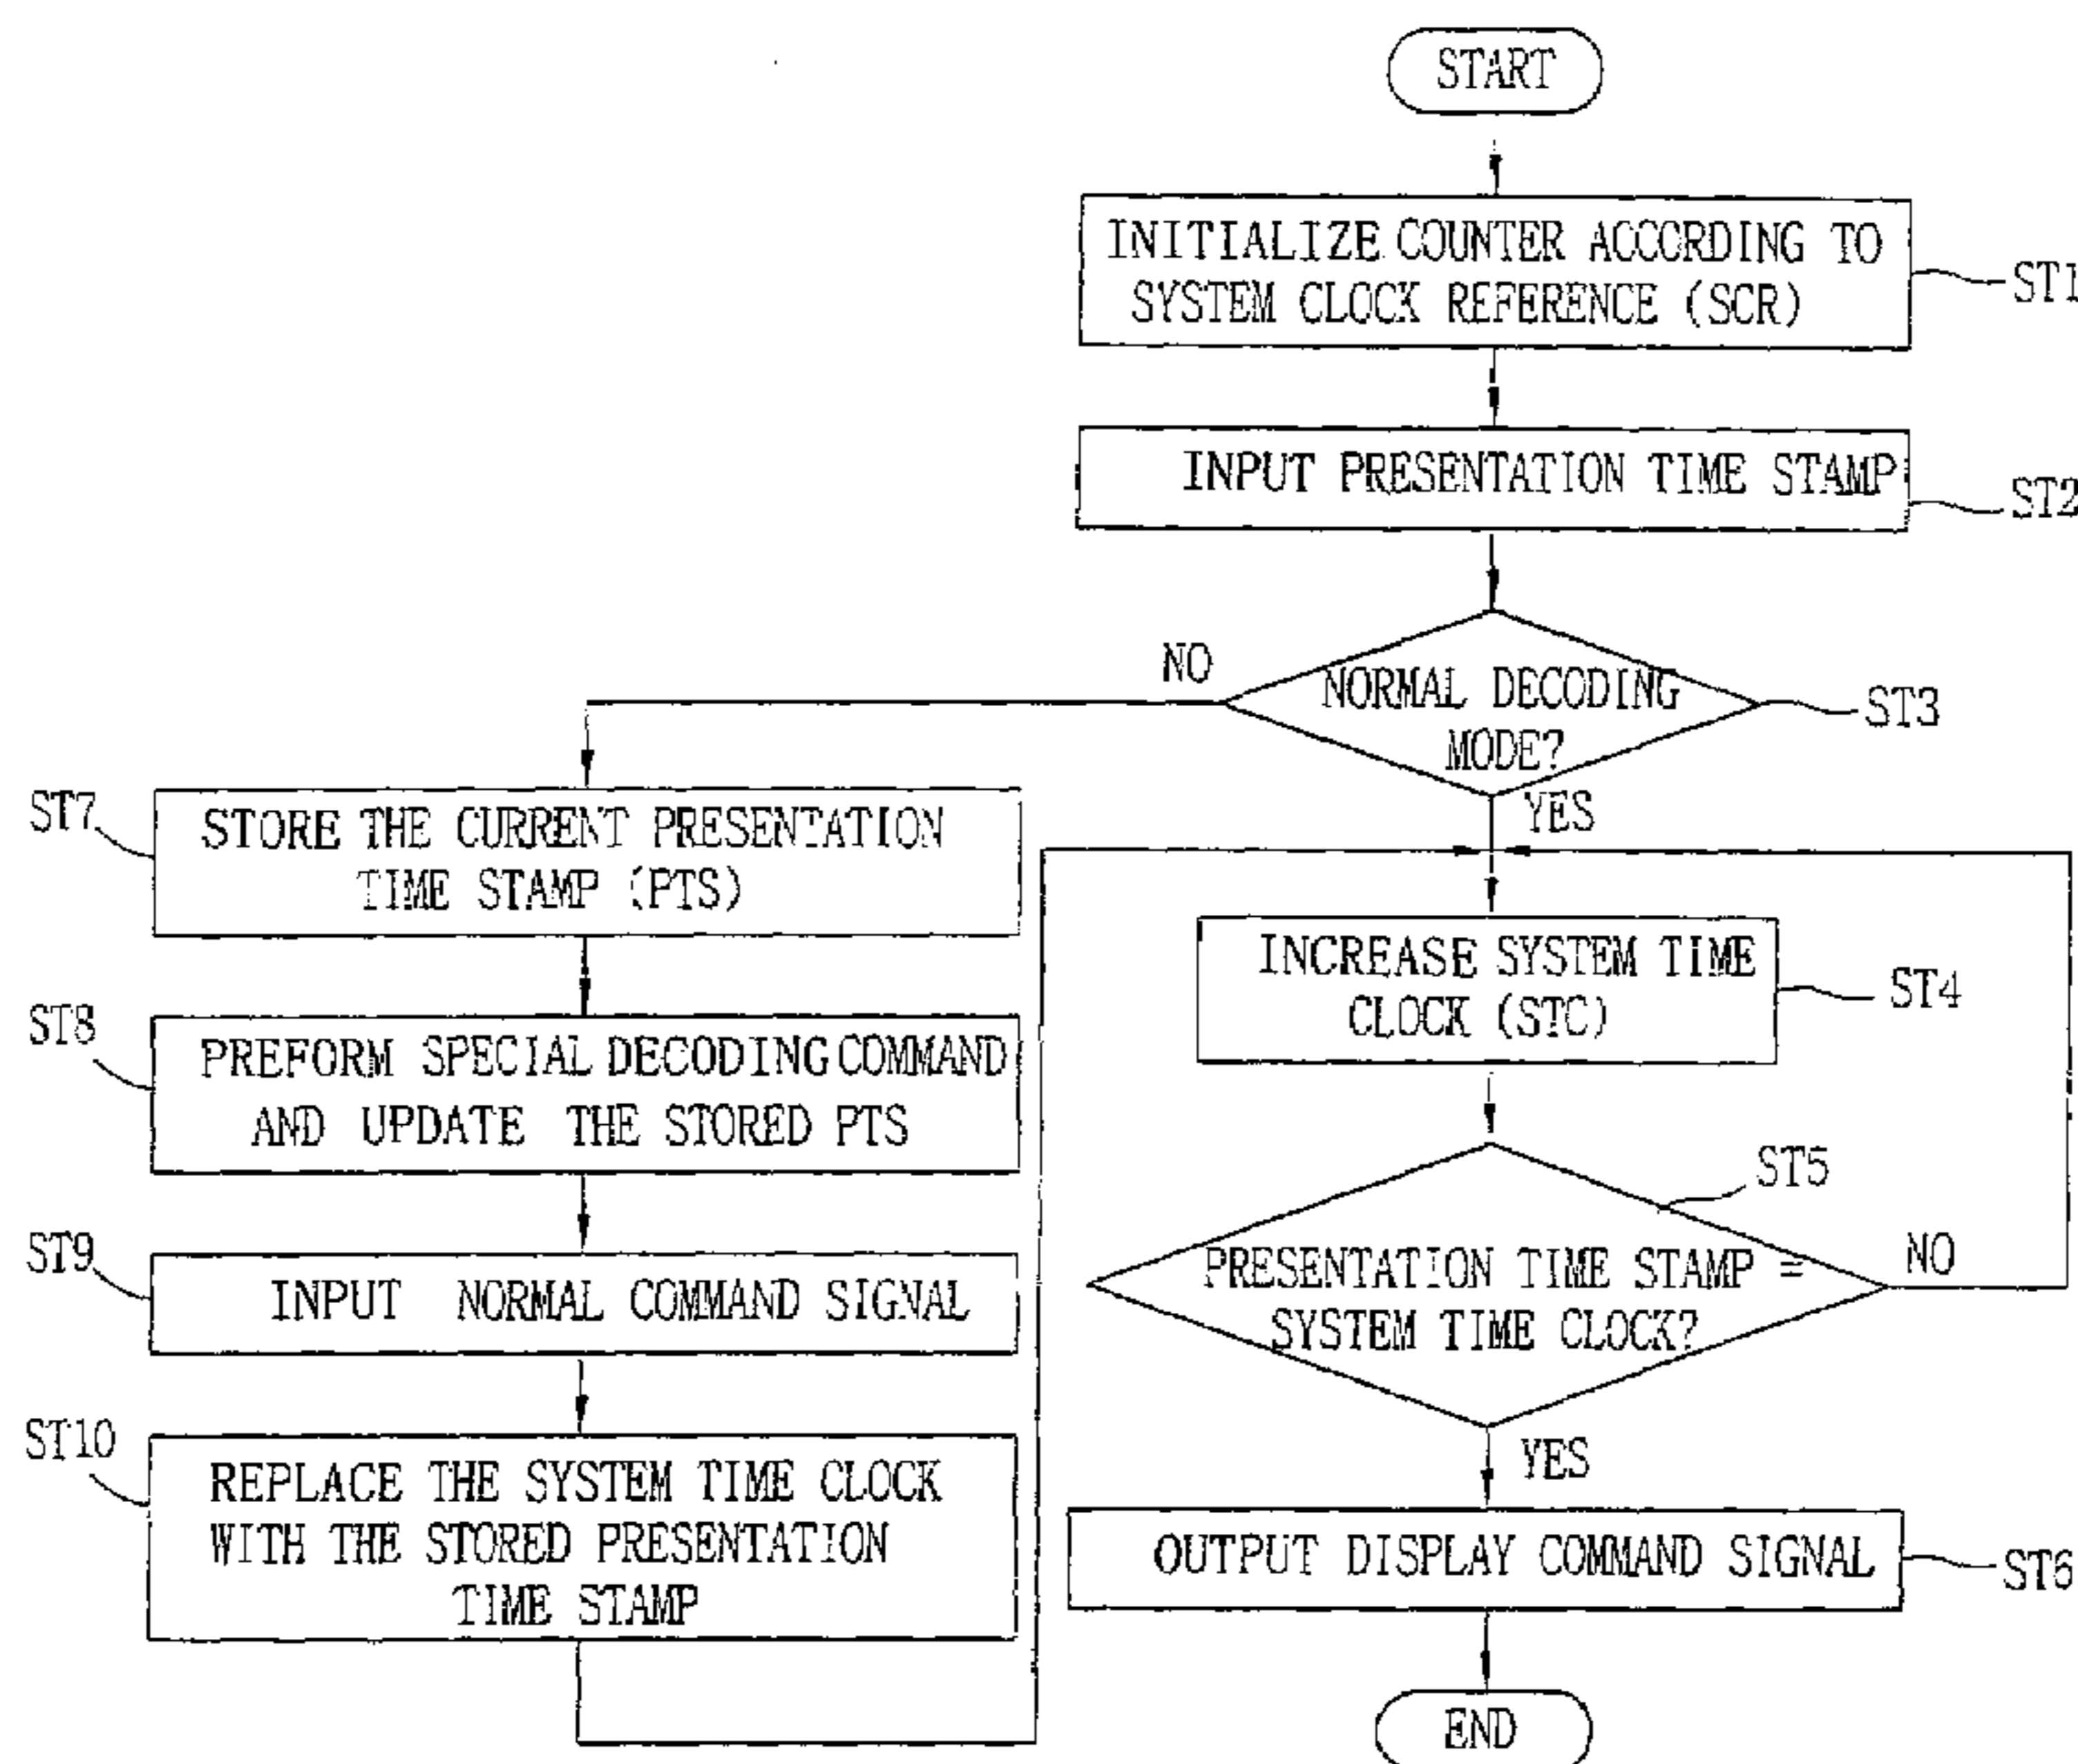 START
INITIALIZE COUNTER ACCORDING TO
SYSTEM CLOCK REFERENCE (SCR)
ST1
INPUT PRESENTATION TIME STAMP
ST2
NORMAL DECODING
MODE?
ST3
NO
YES
ST7
STORE THE CURRENT PRESENTATION
TIME STAMP (PTS)
ST8
PREFORM SPECIAL DECODING COMMAND
AND UPDATE THE STORED PTS
ST9
INPUT NORMAL COMMAND SIGNAL
ST10
REPLACE THE SYSTEM TIME CLOCK
WITH THE STORED PRESENTATION
TIME STAMP
INCREASE SYSTEM TIME
CLOCK (STC)
ST4
ST5
PRESENTATION TIME STAMP =
SYSTEM TIME CLOCK?
NO
YES
OUTPUT DISPLAY COMMAND SIGNAL
ST6
END